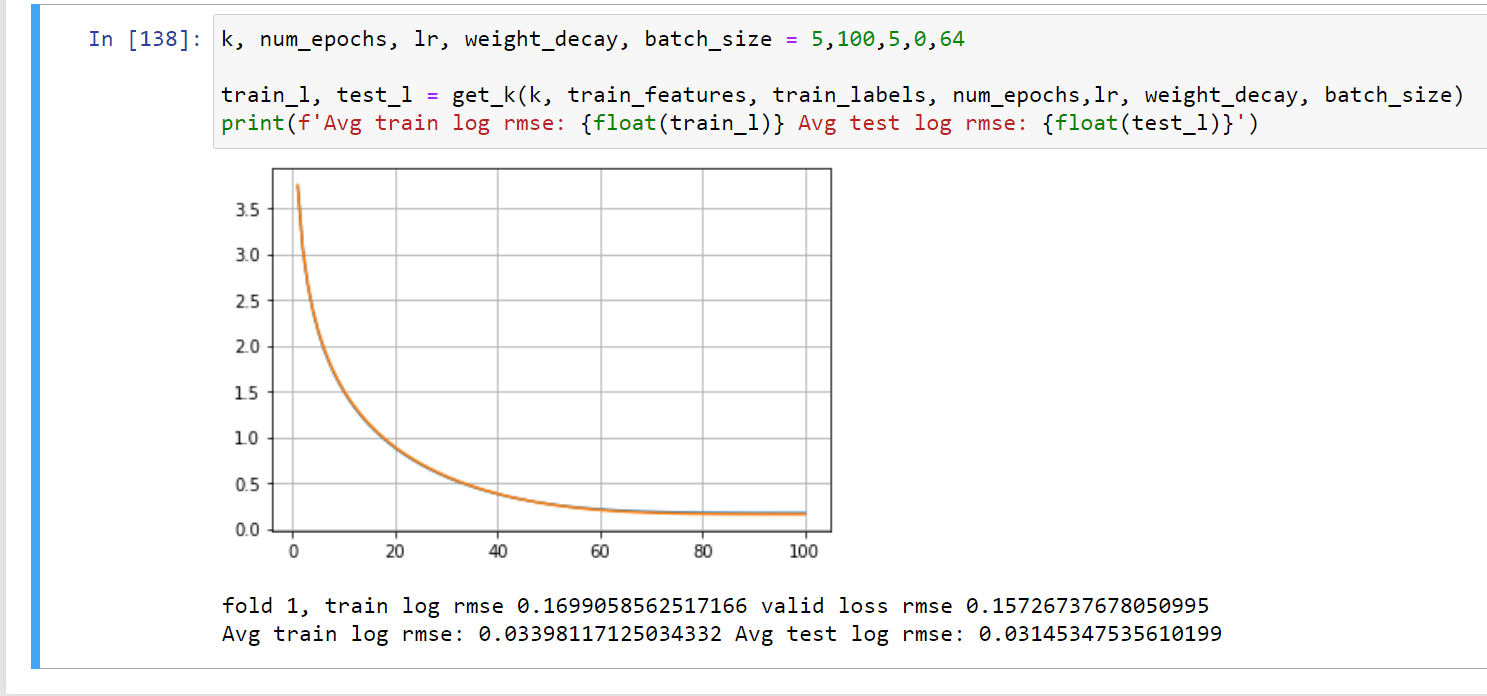 In [138]: k, num_epochs, lr, weight_decay, batch_size = 5,100,5,0,64
train_l, test_l = get_k(k, train_features, train_labels, num_epochs,lr, weight_decay, batch_size)
print(f'Avg train log rmse: {float(train_l)} Avg test log rmse: {float(test_l)}')
3.5
3.0
2.5
2.0
1.5
1.0
0.5
0.0
0 20 40 60 80 100
fold 1, train log rmse 0.1699058562517166 valid loss rmse 0.15726737678050995
Avg train log rmse: 0.03398117125034332 Avg test log rmse: 0.03145347535610199